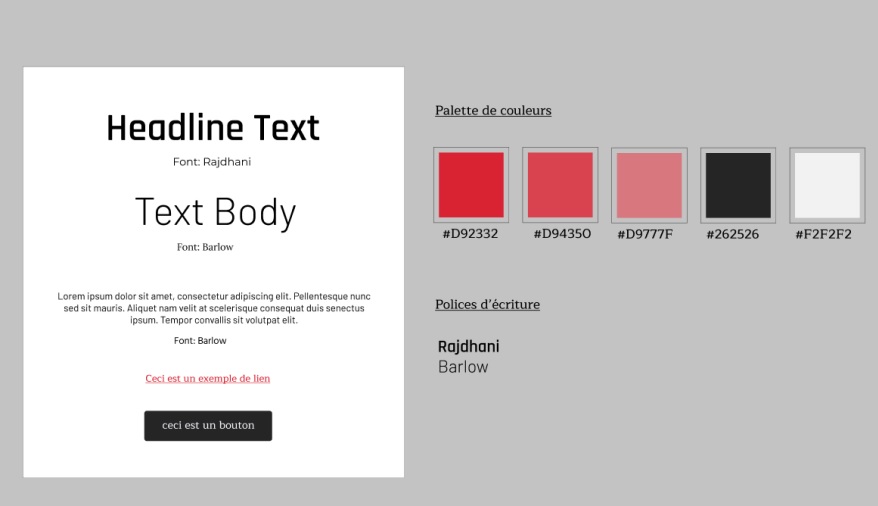 Headline Text
Font: Rajdhani
Text Body
Font: Barlow
Lorem ipsum dolor sit amet, consectetur adipiscing elit. Pellentesque nunc
sed sit mauris. Aliquet nam velit at scelerisque consequat duis senectus
ipsum. Tempor convallis sit volutpat elit.
Font: Barlow
Ceci est un exemple de lien
ceci est un bouton
Palette de couleurs
#D92332 #D94350 #D9777F #262526 #F2F2F2
Polices d'écriture
Rajdhani
Barlow